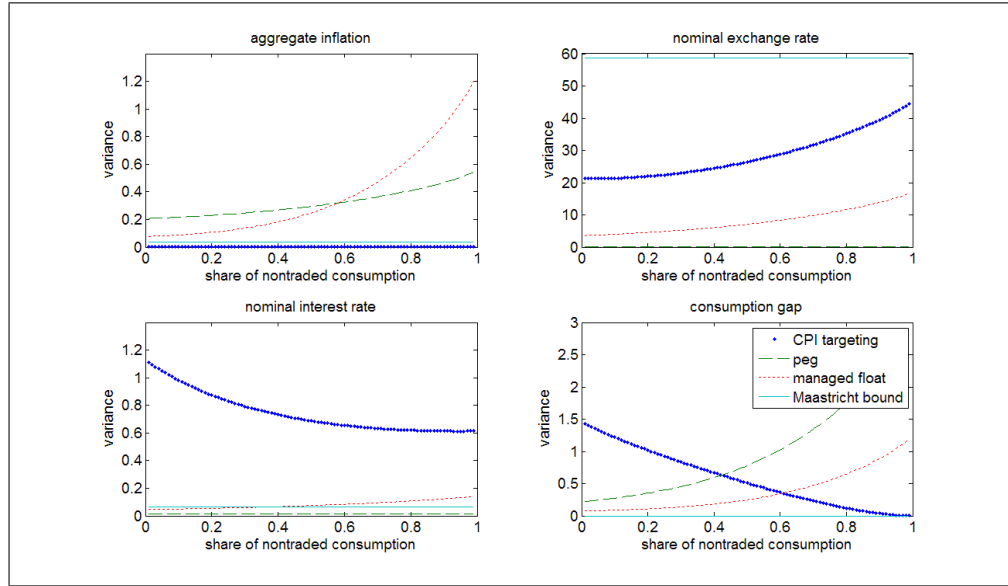 aggregate inflation
1.2
1
0.8
0.6
0.4
0.2
0
variance
0 0.2 0.4 0.6 0.8 1
share of nontraded consumption
nominal exchange rate
60
50
40
30
20
10
0
variance
0 0.2 0.4 0.6 0.8 1
share of nontraded consumption
nominal interest rate
1.2
1
0.8
0.6
0.4
0.2
0
variance
0 0.2 0.4 0.6 0.8 1
share of nontraded consumption
consumption gap
3
2.5
2
1.5
1
0.5
0
variance
0 0.2 0.4 0.6 0.8 1
share of nontraded consumption
CPI targeting
peg
managed float
Maastricht bound